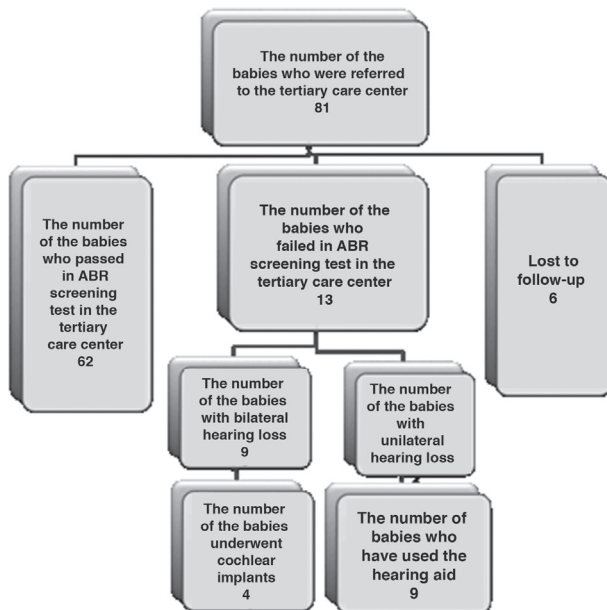 The number of the
babies who were referred
to the tertiary care center
81
The number
of the babies
who passed
in ABR
screening
test in the
tertiary
care center
62
The number of the
babies who
failed in ABR
screening test in the
tertiary care center
13
Lost to
follow-up
6
The number
of the babies
with bilateral
hearing loss
9
The number
of the babies
with
unilateral
hearing loss
The number
of the babies
underwent
cochlear
implants
4
The number of
babies who
have used the
hearing aid
9